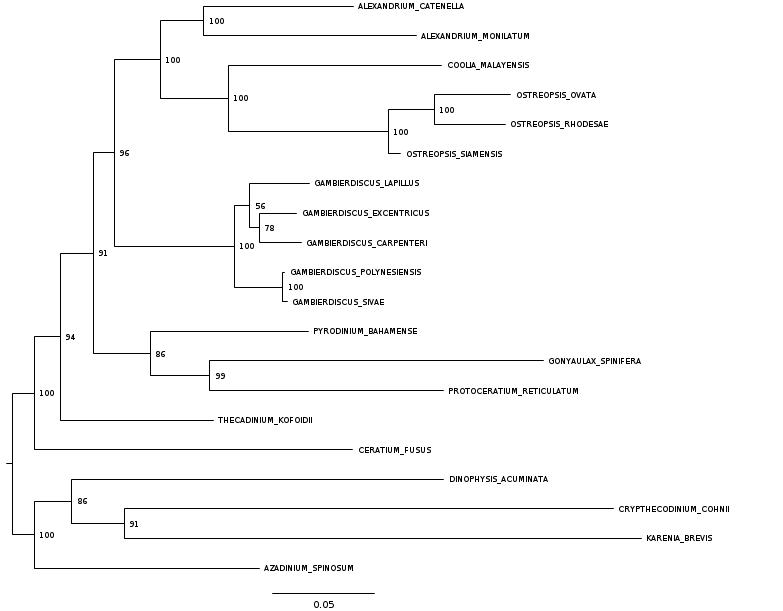 ALEXANDRIUM_CATENELLA
100
ALEXANDRIUM_MONILATUM
100
COOLIA_MALAYENSIS
100
OSTREOPSIS_OVATA
100
OSTREOPSIS_RHODESAE
100
OSTREOPSIS_SIAMENSIS
96
GAMBIERDISCUS_LAPILLUS
56
GAMBIERDISCUS_EXCENTRICUS
78
GAMBIERDISCUS_CARPENTERI
100
91
GAMBIERDISCUS_POLYNESIENSIS
100
GAMBIERDISCUS_SIVAE
PYRODINIUM_BAHAMENSE
94
86
GONYAULAX_SPINIFERA
99
PROTOCERATIUM_RETICULATUM
100
THECADINIUM_KOFOIDII
CERATIUM_FUSUS
DINOPHYSIS_ACUMINATA
86
CRYPTHECODINIUM_COHNII
91
100
KARENIA_BREVIS
AZADINIUM_SPINOSUM
0.05